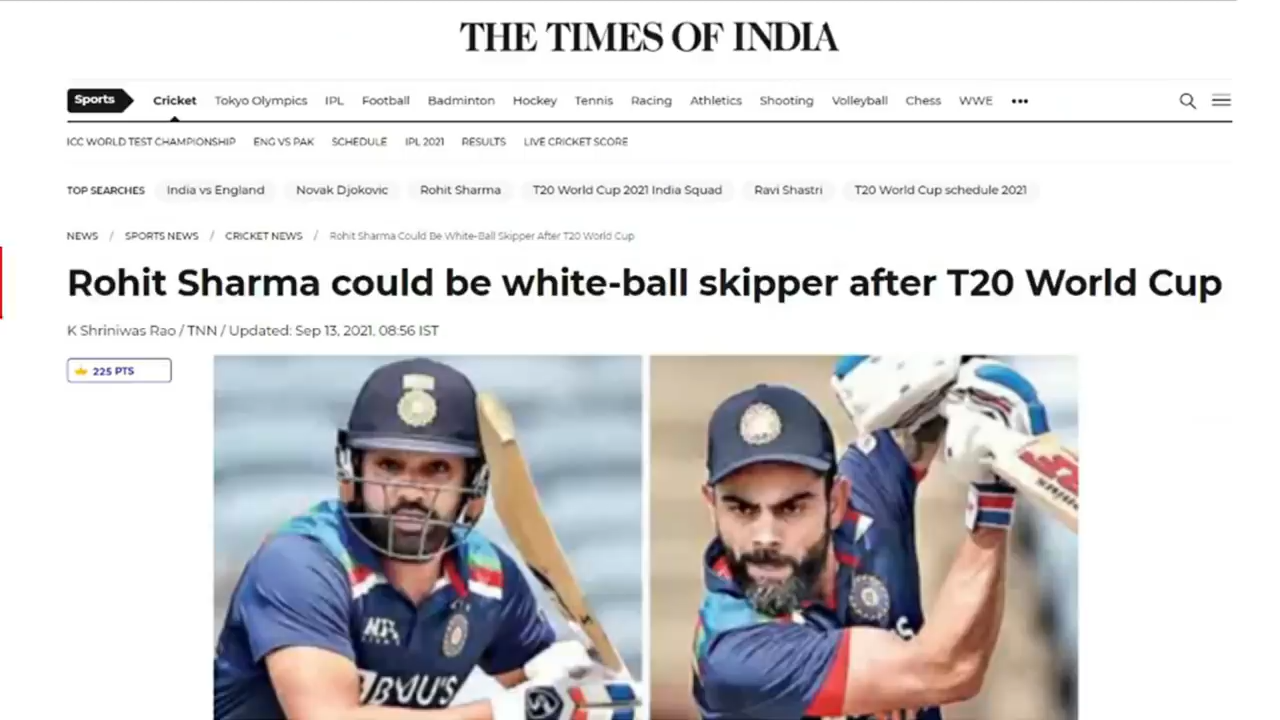 THE TIMES OF INDIA
Sports Cricket Tokyo Olympics IPL Football Badminton Hockey Tennis Racing Athletics Shooting Volleyball Chess WWE •••
ICC WORLD TEST CHAMPIONSHIP ENG VS PAK SCHEDULE IPL 2021 RESULTS LIVE CRICKET SCORE
TOP SEARCHES India vs England Novak Djokovic Rohit Sharma T20 World Cup 2021 India Squad Ravi Shastri T20 World Cup schedule 2021
NEWS / SPORTS NEWS / CRICKET NEWS / Rohit Sharma Could Be White-Ball Skipper After T20 World Cup
Rohit Sharma could be white-ball skipper after T20 World Cup
K Shriniwas Rao / TNN / Updated: Sep 13, 2021, 08:56 IST
225 PTS
BYJU'S